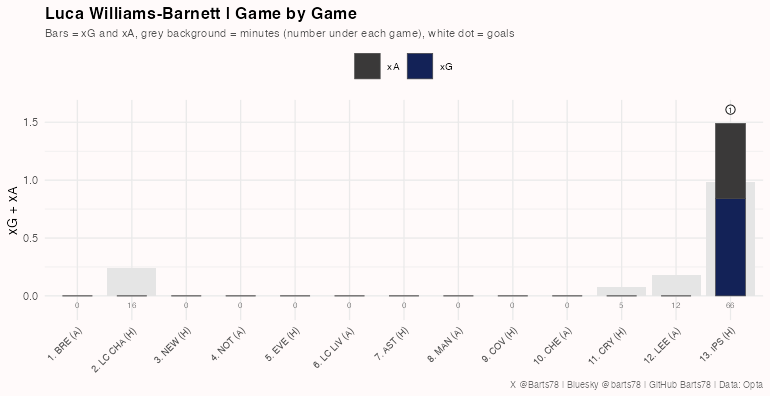 Luca Williams-Barnett | Game by Game
Bars = xG and xA, grey background = minutes (number under each game), white dot = goals
xA xG
xG + xA
1.5
1.0
0.5
0.0
1
0 16 0 0 0 0 0 0 0 0 5 12 66
1. BRE (A)
2. LC CHA (H)
3. NEW (H)
4. NOT (A)
5. EVE (H)
6. LC LIV (A)
7. AST (H)
8. MAN (A)
9. COV (H)
10. CHE (A)
11. CRY (H)
12. LEE (A)
13. IPS (H)
X @Barts78 | Bluesky @barts78 | GitHub Barts78 | Data: Opta